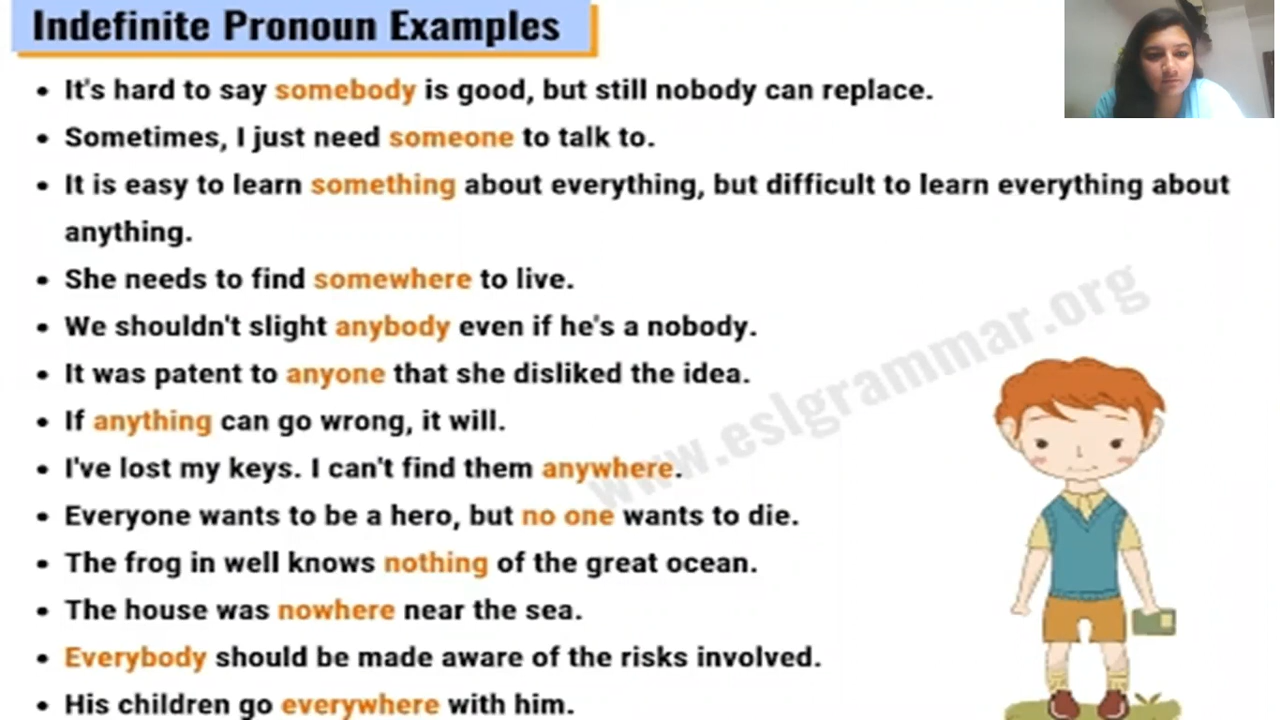 Indefinite Pronoun Examples
• It's hard to say somebody is good, but still nobody can replace.
• Sometimes, I just need someone to talk to.
• It is easy to learn something about everything, but difficult to learn everything about
anything.
• She needs to find somewhere to live.
• We shouldn't slight anybody even if he's a nobody.
• It was patent to anyone that she disliked the idea.
• If anything can go wrong, it will.
• I've lost my keys. I can't find them anywhere.
• Everyone wants to be a hero, but no one wants to die.
• The frog in well knows nothing of the great ocean.
• The house was nowhere near the sea.
• Everybody should be made aware of the risks involved.
• His children go everywhere with him.
www.eslgrammar.org